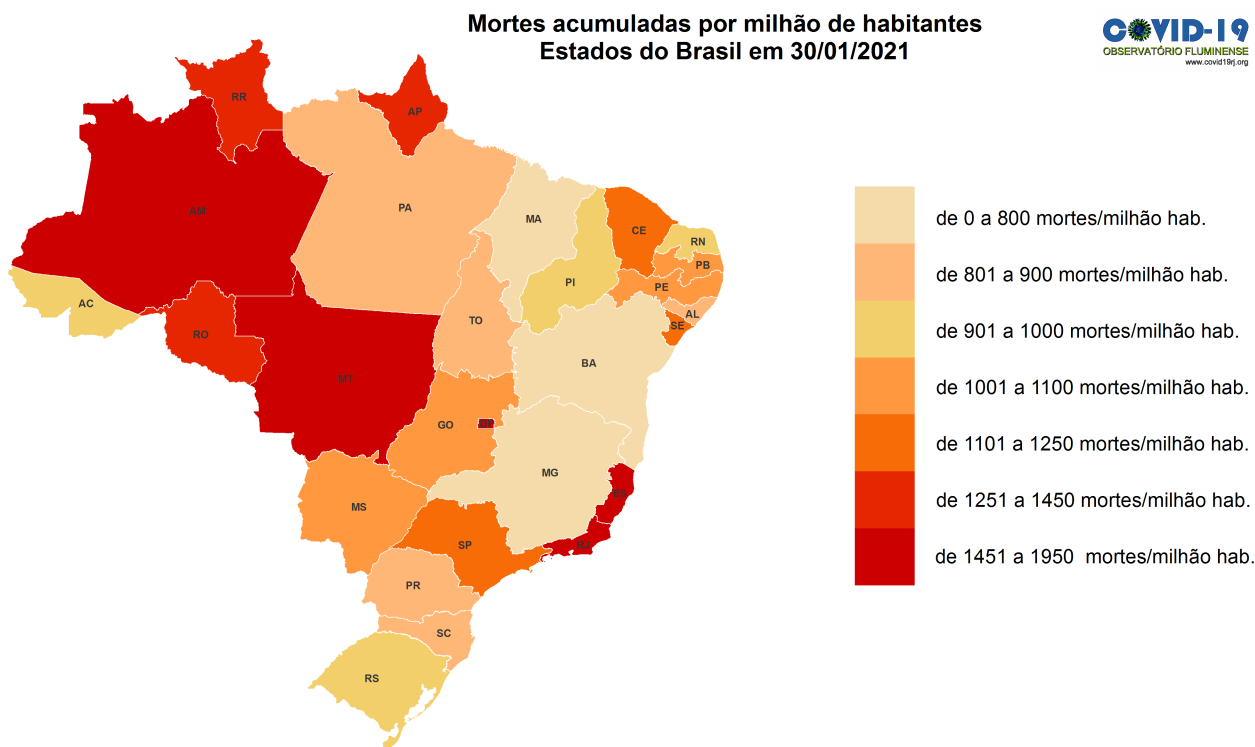 Mortes acumuladas por milhão de habitantes
Estados do Brasil em 30/01/2021
COVID-19
OBSERVATÓRIO FLUMINENSE
www.covid19rj.org
RR
AP
AM
PA
MA
CE
RN
PB
PE
PI
AC
AL
SE
TO
RO
BA
MT
GO
DF
MG
ES
MS
SP
RJ
PR
SC
RS
de 0 a 800 mortes/milhão hab.
de 801 a 900 mortes/milhão hab.
de 901 a 1000 mortes/milhão hab.
de 1001 a 1100 mortes/milhão hab.
de 1101 a 1250 mortes/milhão hab.
de 1251 a 1450 mortes/milhão hab.
de 1451 a 1950 mortes/milhão hab.